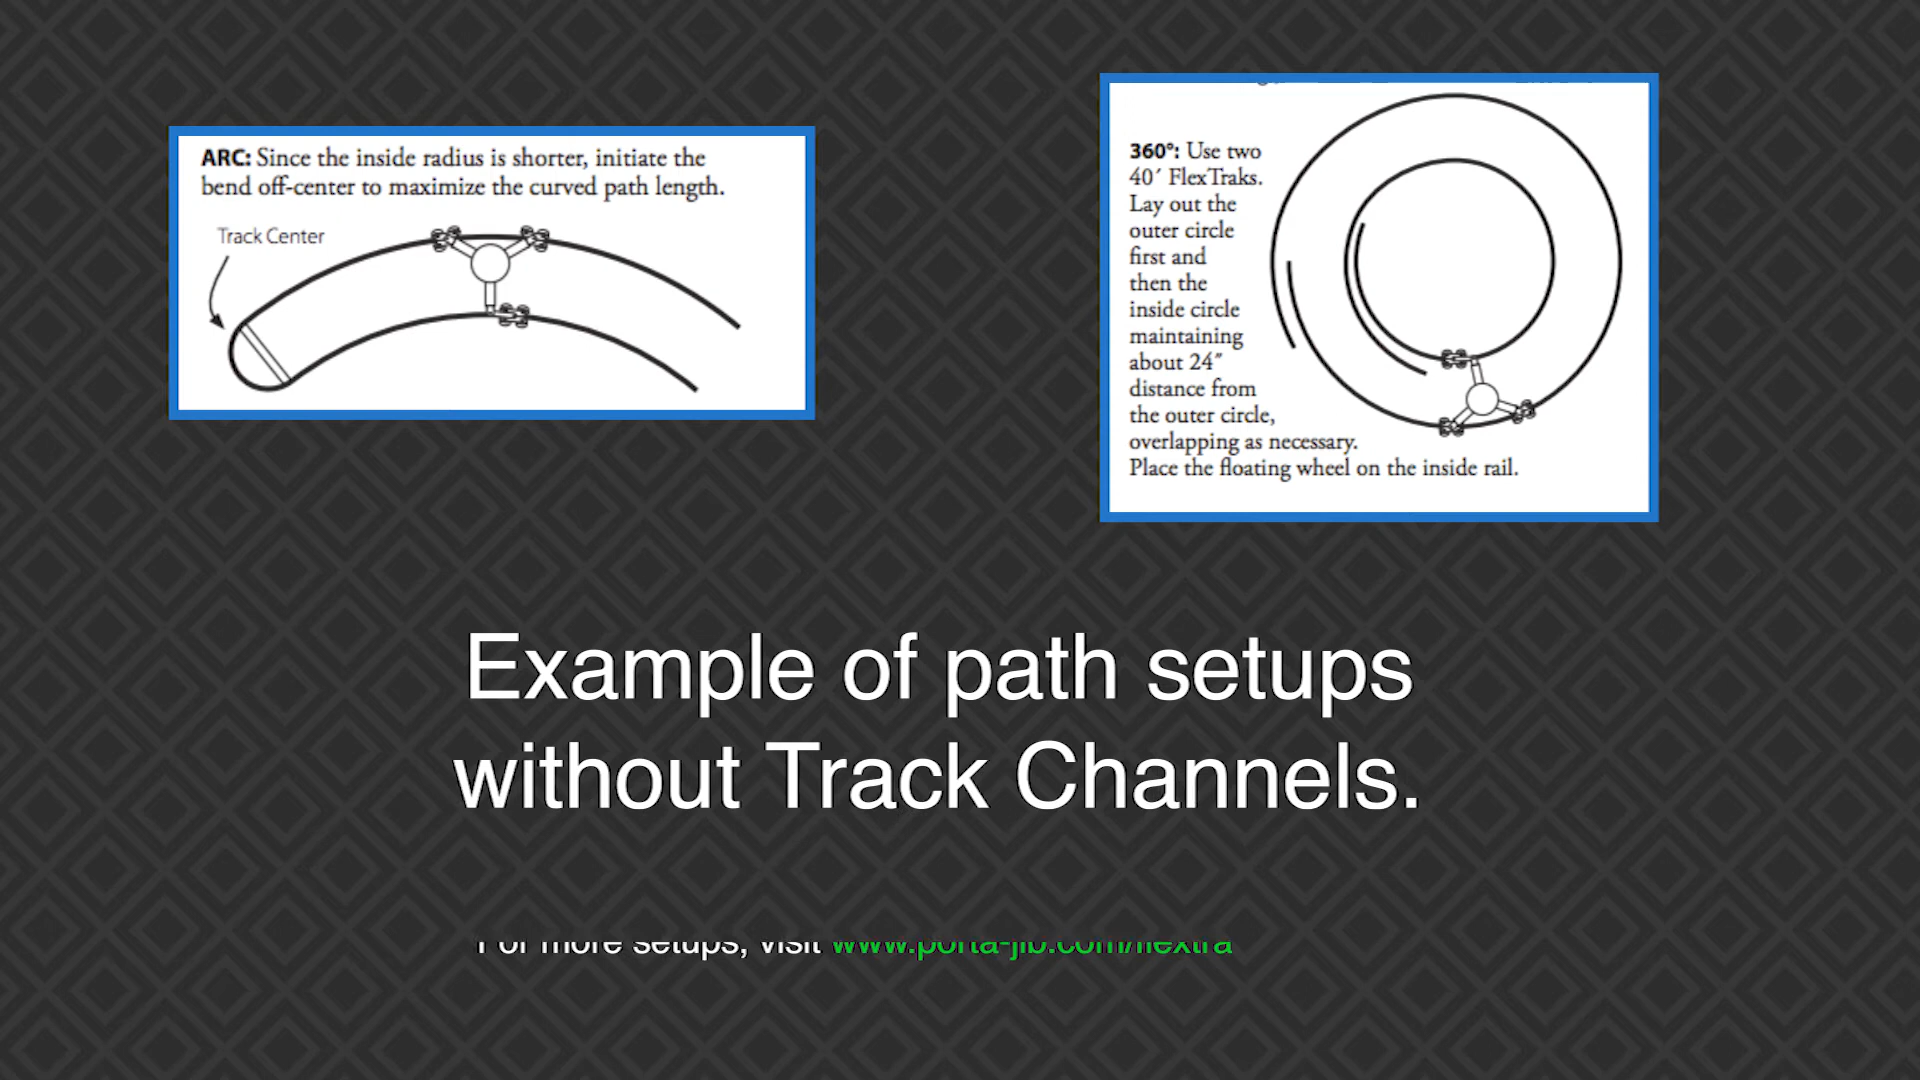 ARC: Since the inside radius is shorter, initiate the
bend off-center to maximize the curved path length.
Track Center
360°: Use two
40′ FlexTraks.
Lay out the
outer circle
first and
then the
inside circle
maintaining
about 24″
distance from
the outer circle,
overlapping as necessary.
Place the floating wheel on the inside rail.
Example of path setups
without Track Channels.
For more setups, visit www.porta-jib.com/flextra